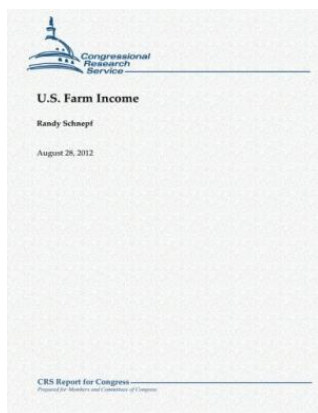 Congressional
Research
Service
U.S. Farm Income
Randy Schnepf
August 28, 2012
CRS Report for Congress
Prepared for Members and Committees of Congress